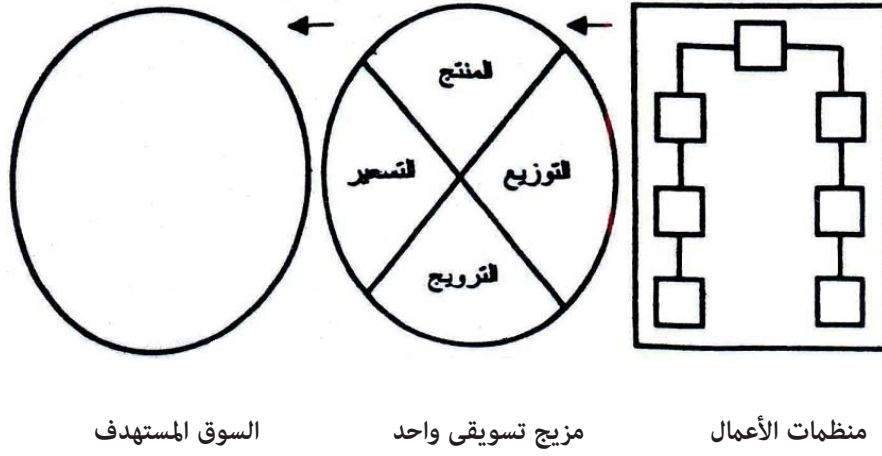 المنتج
التوزيع
التسعير
الترويج
منظمات الأعمال
مزيج تسويقى واحد
السوق المستهدف